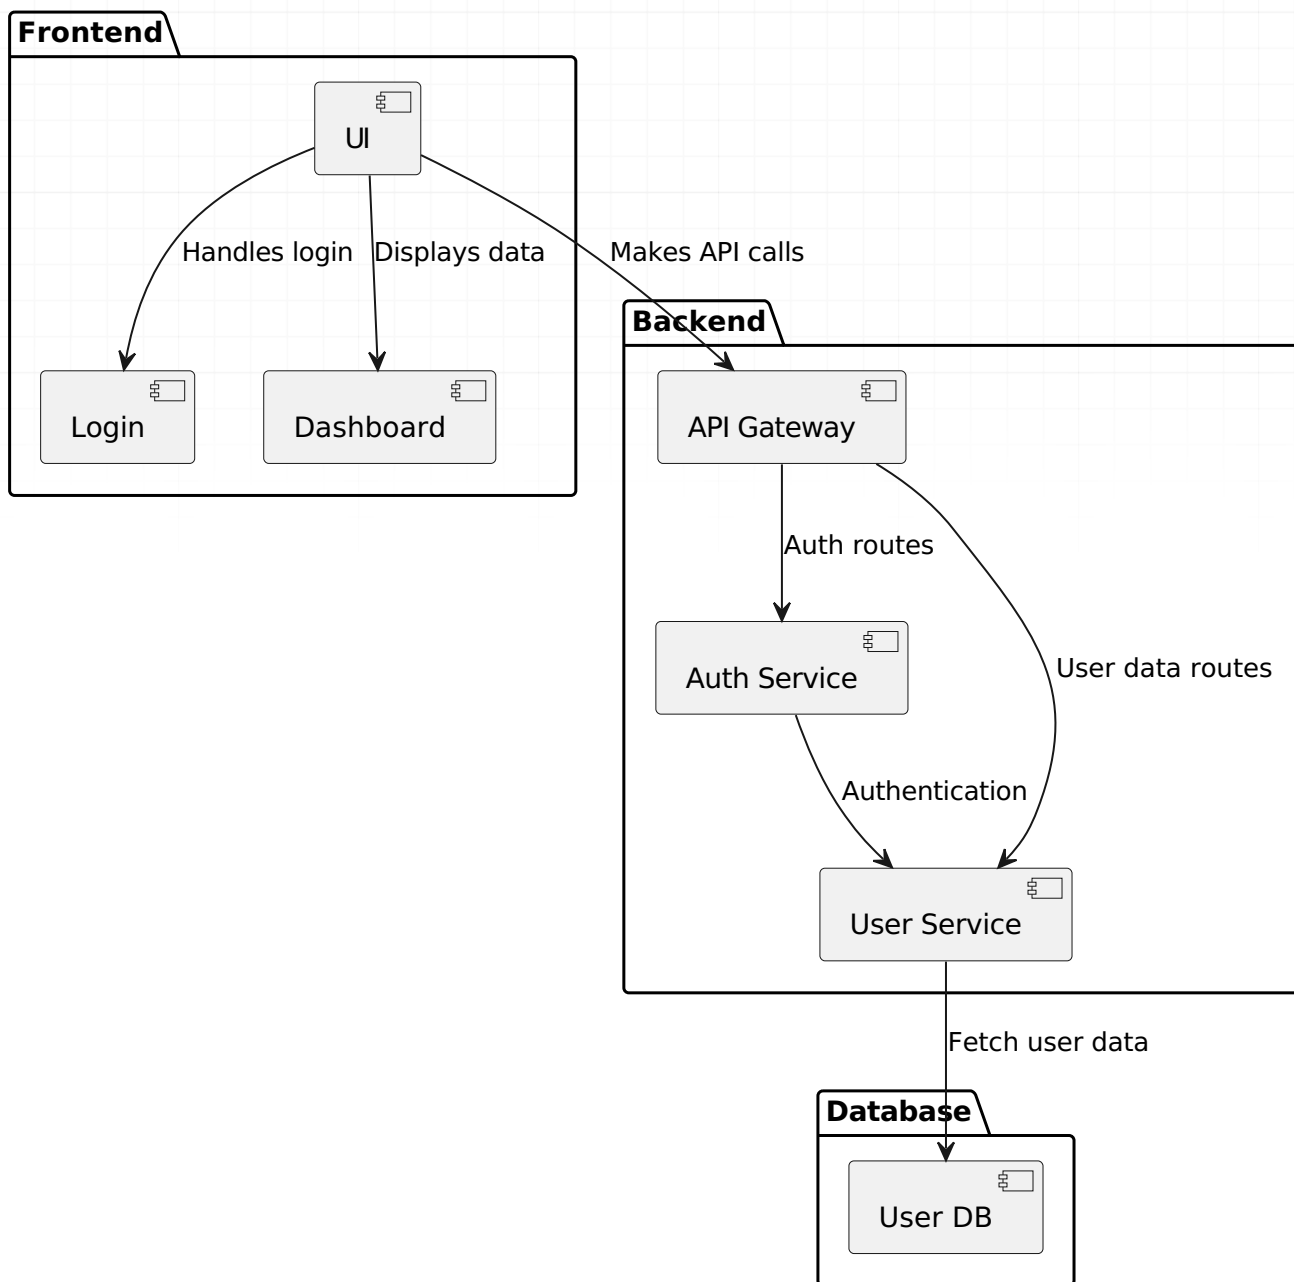 Frontend
UI
Handles login
Displays data
Makes API calls
Backend
Login
Dashboard
API Gateway
Auth routes
User data routes
Auth Service
Authentication
User Service
Fetch user data
Database
User DB